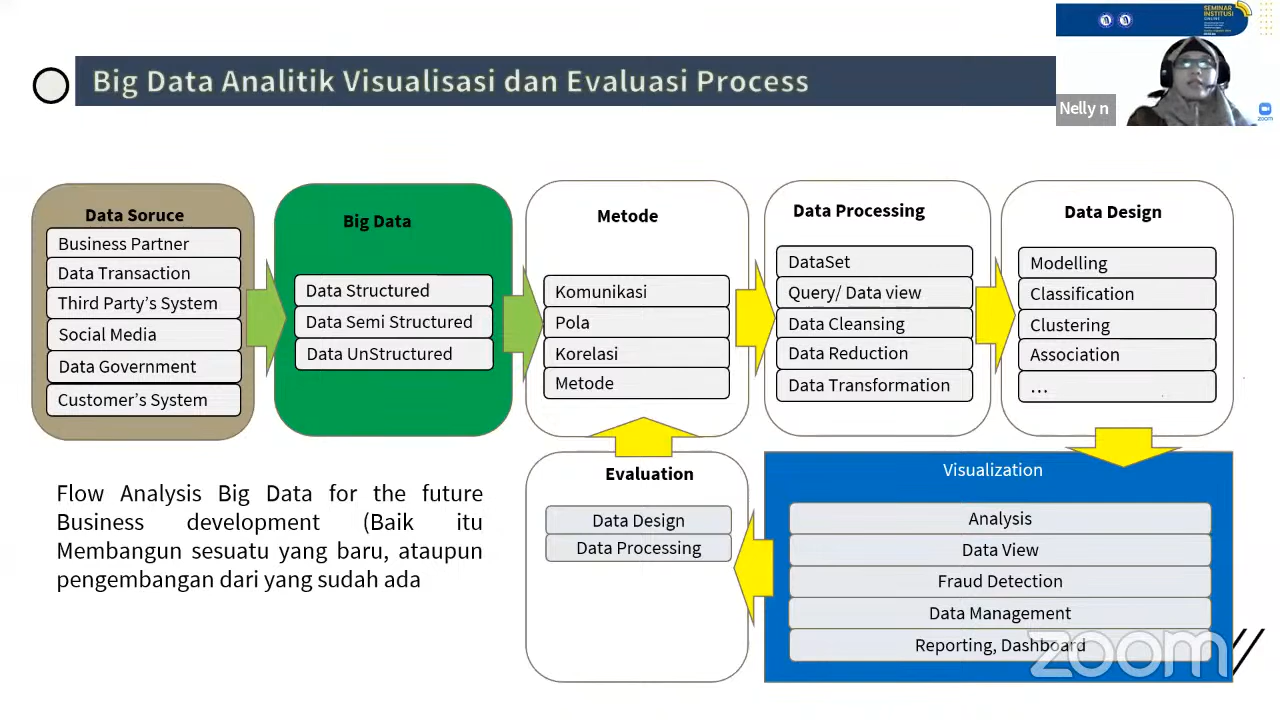 SEMINAR
INSTITUSI
ONLINE
Big Data Analitik Visualisasi dan Evaluasi Process
Nelly n
zoom
Data Soruce
Business Partner
Data Transaction
Third Party’s System
Social Media
Data Government
Customer’s System
Big Data
Data Structured
Data Semi Structured
Data UnStructured
Metode
Komunikasi
Pola
Korelasi
Metode
Data Processing
DataSet
Query/ Data view
Data Cleansing
Data Reduction
Data Transformation
Data Design
Modelling
Classification
Clustering
Association
...
Flow Analysis Big Data for the future
Business development (Baik itu
Membangun sesuatu yang baru, ataupun
pengembangan dari yang sudah ada
Evaluation
Data Design
Data Processing
Visualization
Analysis
Data View
Fraud Detection
Data Management
Reporting, Dashboard
zoom